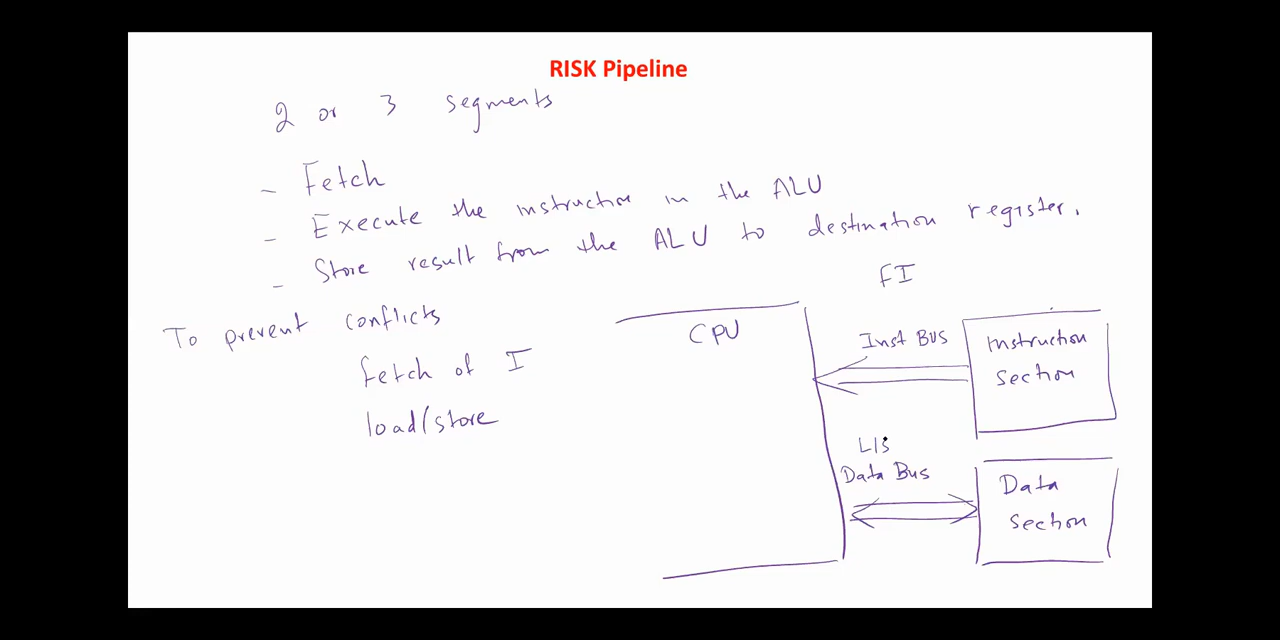 RISK Pipeline
2 or 3 segments
- Fetch
- Execute the instruction in the ALU
- Store result from the ALU to destination register.
To prevent conflicts
fetch of I
load/store
FI
CPU
Inst BUS
Instruction
Section
L/S
Data Bus
Data
Section